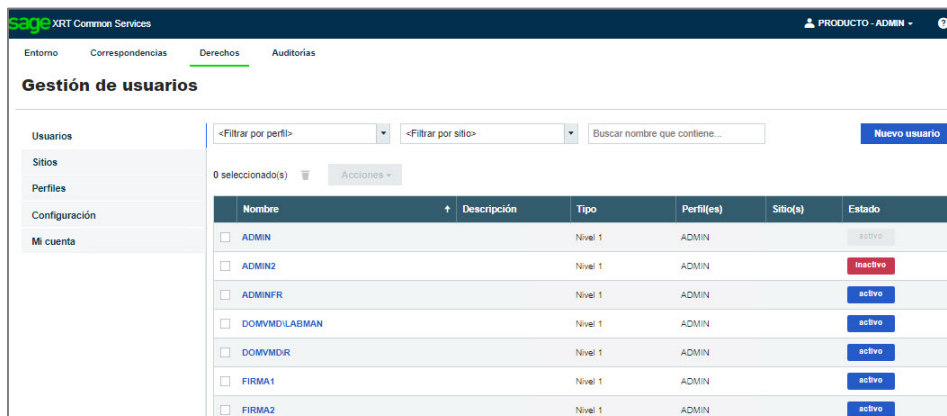 sage XRT Common Services PRODUCTO - ADMIN ?
Entorno Correspondencias Derechos Auditorías
Gestión de usuarios
Usuarios
Sitios
Perfiles
Configuración
Mi cuenta
<Filtrar por perfil> <Filtrar por sitio> Buscar nombre que contiene... Nuevo usuario
0 seleccionado(s) Acciones
Nombre Descripción Tipo Perfil(es) Sitio(s) Estado
ADMIN Nivel 1 ADMIN activo
ADMIN2 Nivel 1 ADMIN Inactivo
ADMINFR Nivel 1 ADMIN activo
DOMVMD\LABMAN Nivel 1 ADMIN activo
DOMVMD\R Nivel 1 ADMIN activo
FIRMA1 Nivel 1 ADMIN activo
FIRMA2 Nivel 1 ADMIN activo